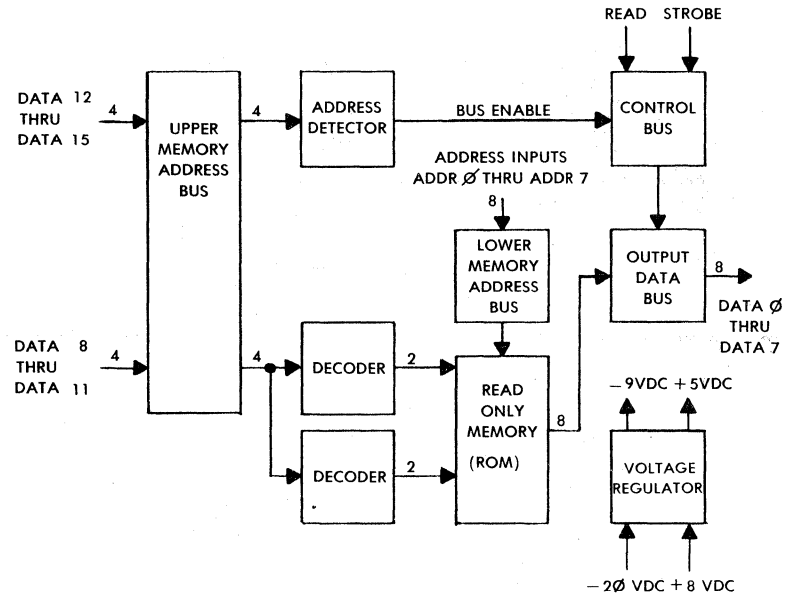 READ STROBE
DATA 12
THRU
DATA 15
4
UPPER
MEMORY
ADDRESS
BUS
4
ADDRESS
DETECTOR
BUS ENABLE
CONTROL
BUS
ADDRESS INPUTS
ADDR Ø THRU ADDR 7
8
LOWER
MEMORY
ADDRESS
BUS
OUTPUT
DATA
BUS
8
DATA Ø
THRU
DATA 7
DATA 8
THRU
DATA 11
4
4
DECODER
2
DECODER
2
READ
ONLY
MEMORY
(ROM)
8
−9VDC +5VDC
VOLTAGE
REGULATOR
−2Ø VDC +8 VDC